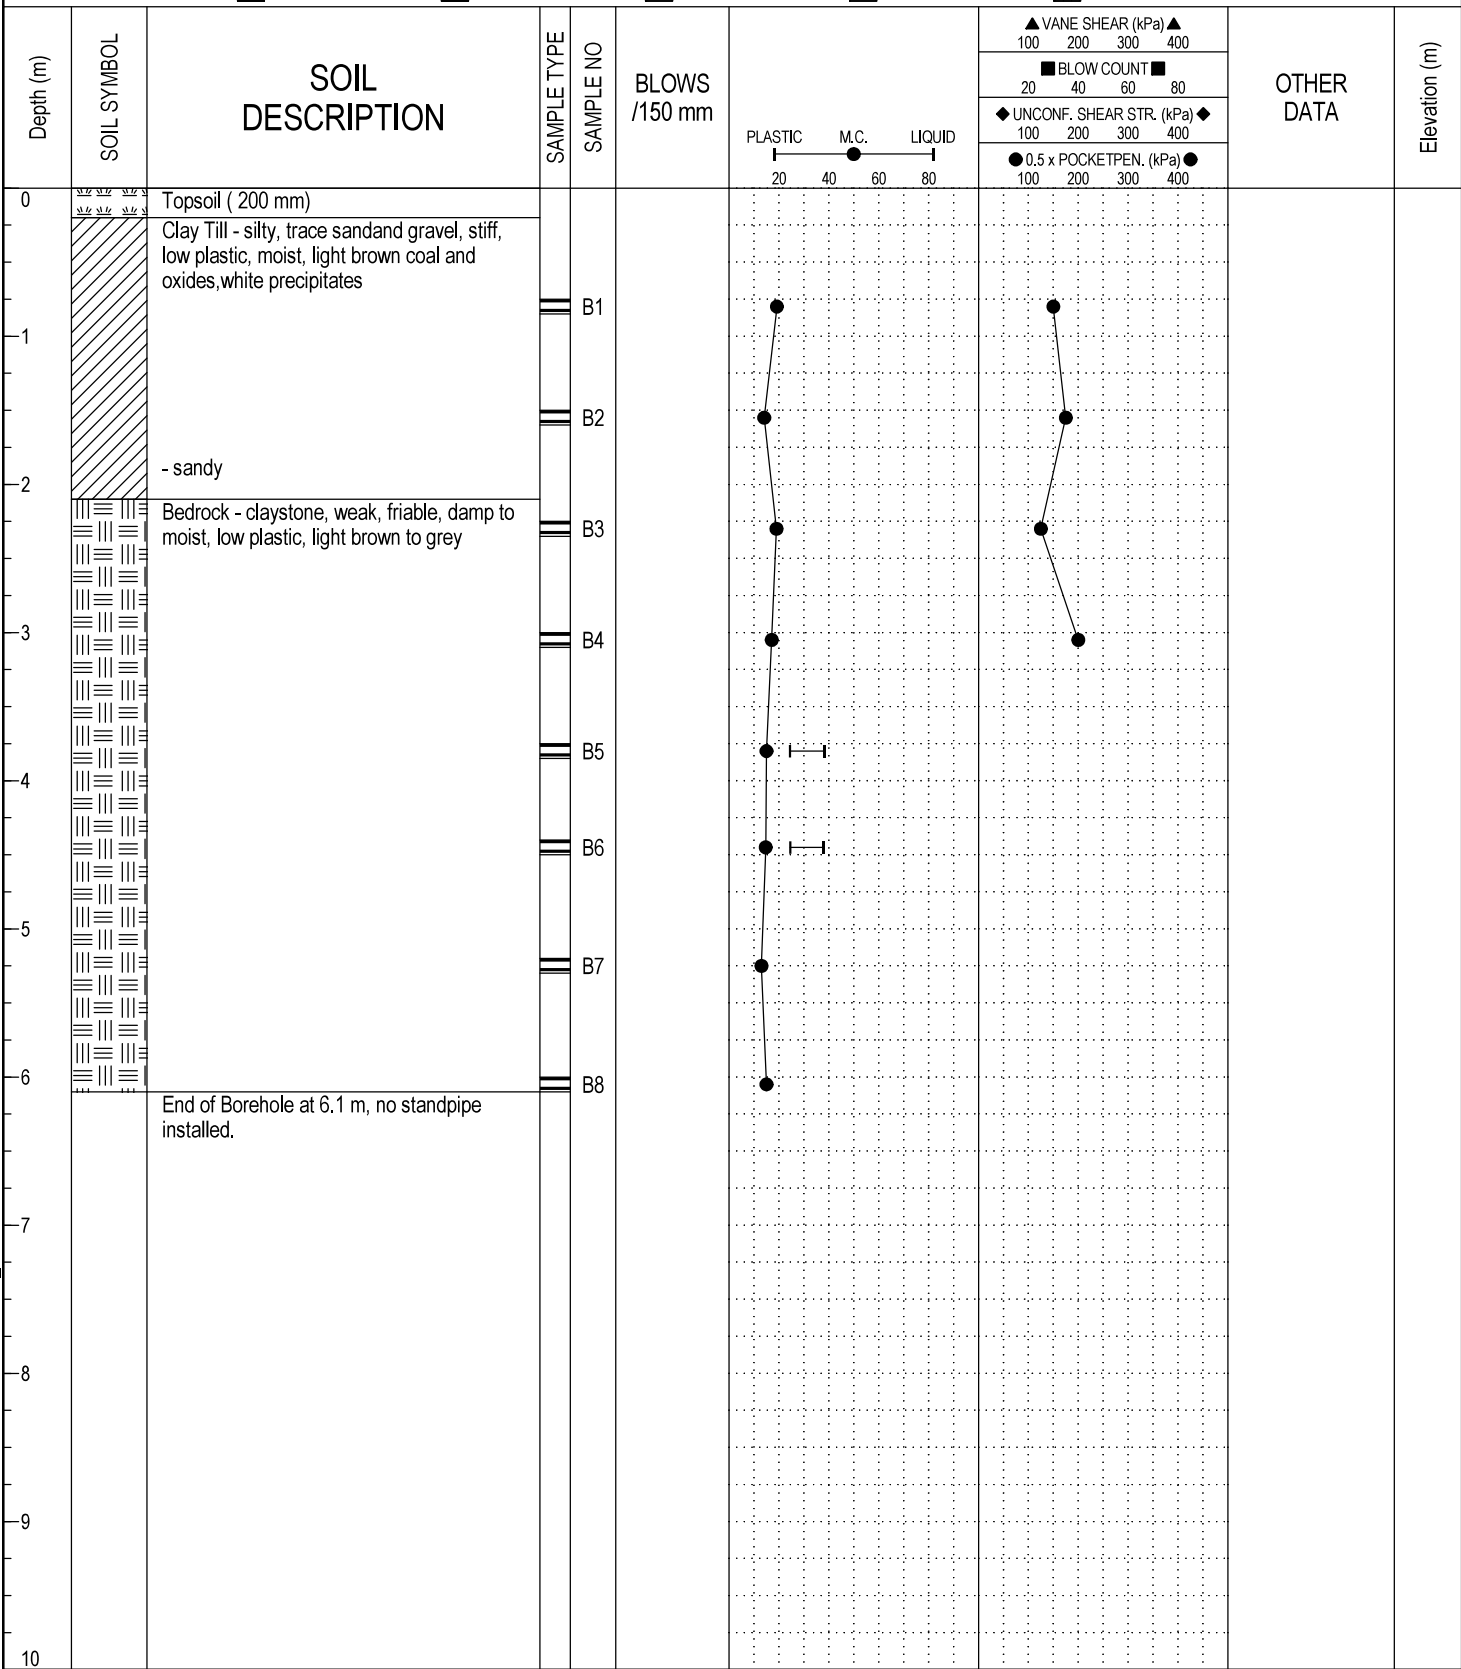 Depth (m)
SOIL SYMBOL
SOIL
DESCRIPTION
SAMPLE TYPE
SAMPLE NO
BLOWS
/150 mm
PLASTIC M.C. LIQUID
20 40 60 80
▲ VANE SHEAR (kPa) ▲
100 200 300 400
■ BLOW COUNT ■
20 40 60 80
◆ UNCONF. SHEAR STR. (kPa) ◆
100 200 300 400
● 0.5 x POCKETPEN. (kPa) ●
100 200 300 400
OTHER
DATA
Elevation (m)
0
Topsoil ( 200 mm)
Clay Till - silty, trace sandand gravel, stiff,
low plastic, moist, light brown coal and
oxides,white precipitates
B1
1
B2
- sandy
2
Bedrock - claystone, weak, friable, damp to
moist, low plastic, light brown to grey
B3
3
B4
B5
4
B6
5
B7
6
B8
End of Borehole at 6.1 m, no standpipe
installed.
7
8
9
10